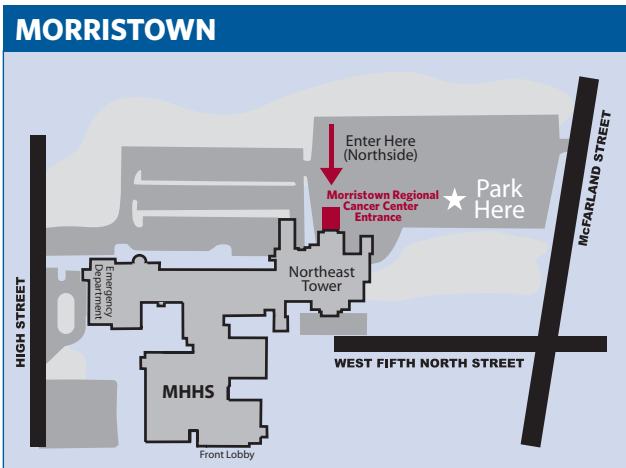 MORRISTOWN
Enter Here
(Northside)
Morristown Regional
Cancer Center
Entrance
Park
Here
McFARLAND STREET
Northeast
Tower
Emergency
Department
HIGH STREET
WEST FIFTH NORTH STREET
MHHS
Front Lobby